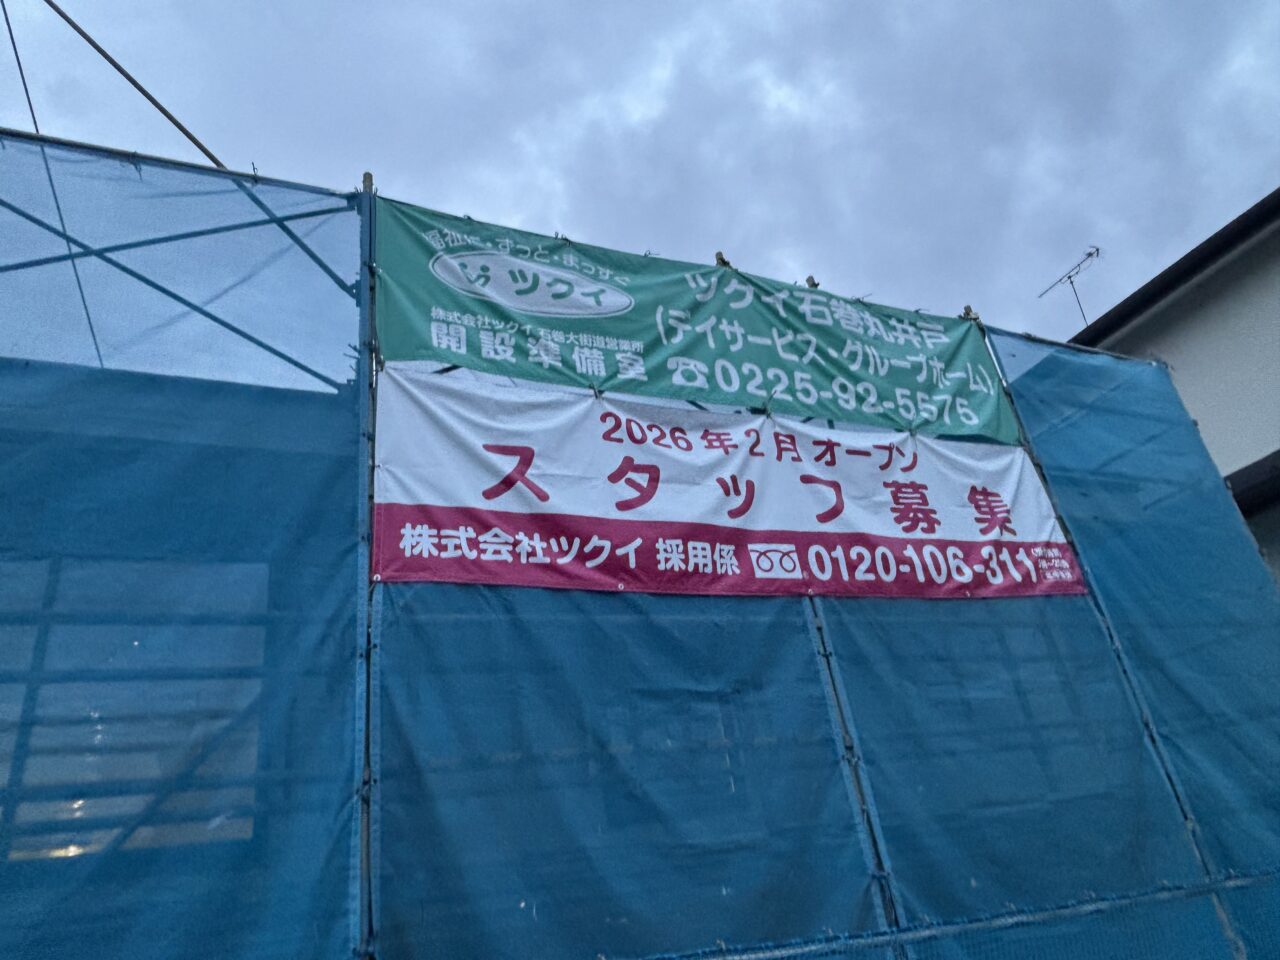 福祉に・ずっと・まっすぐ
ツクイ
株式会社ツクイ 石巻大街道営業所
開設準備室
ツクイ石巻丸井戸
(デイサービス・グループホーム)
☎0225-92-5575
2026年2月オープン
スタッフ募集
株式会社ツクイ 採用係 0120-106-311